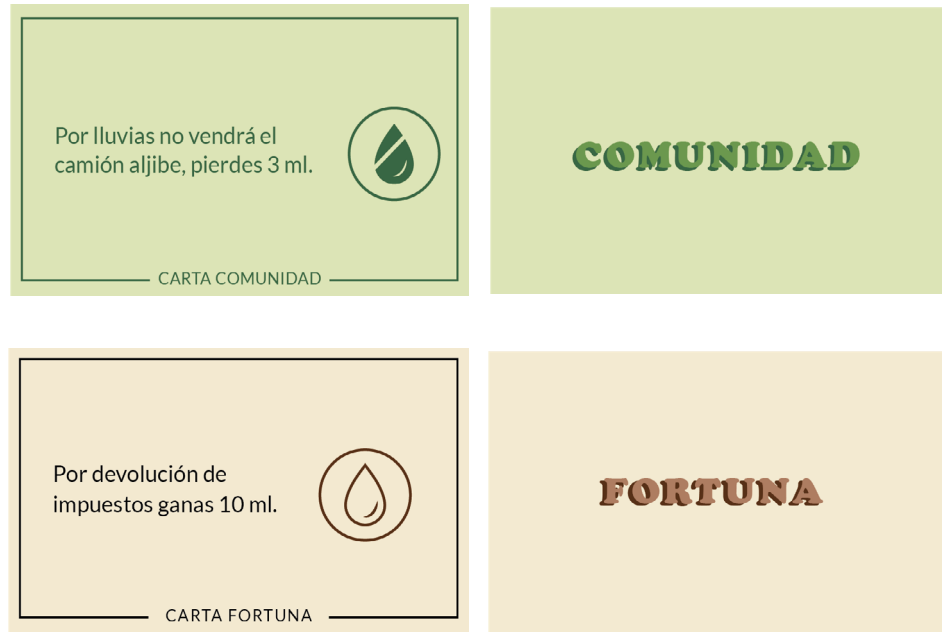 Por lluvias no vendrá el
camión aljibe, pierdes 3 ml.
CARTA COMUNIDAD
COMUNIDAD
Por devolución de
impuestos ganas 10 ml.
CARTA FORTUNA
FORTUNA